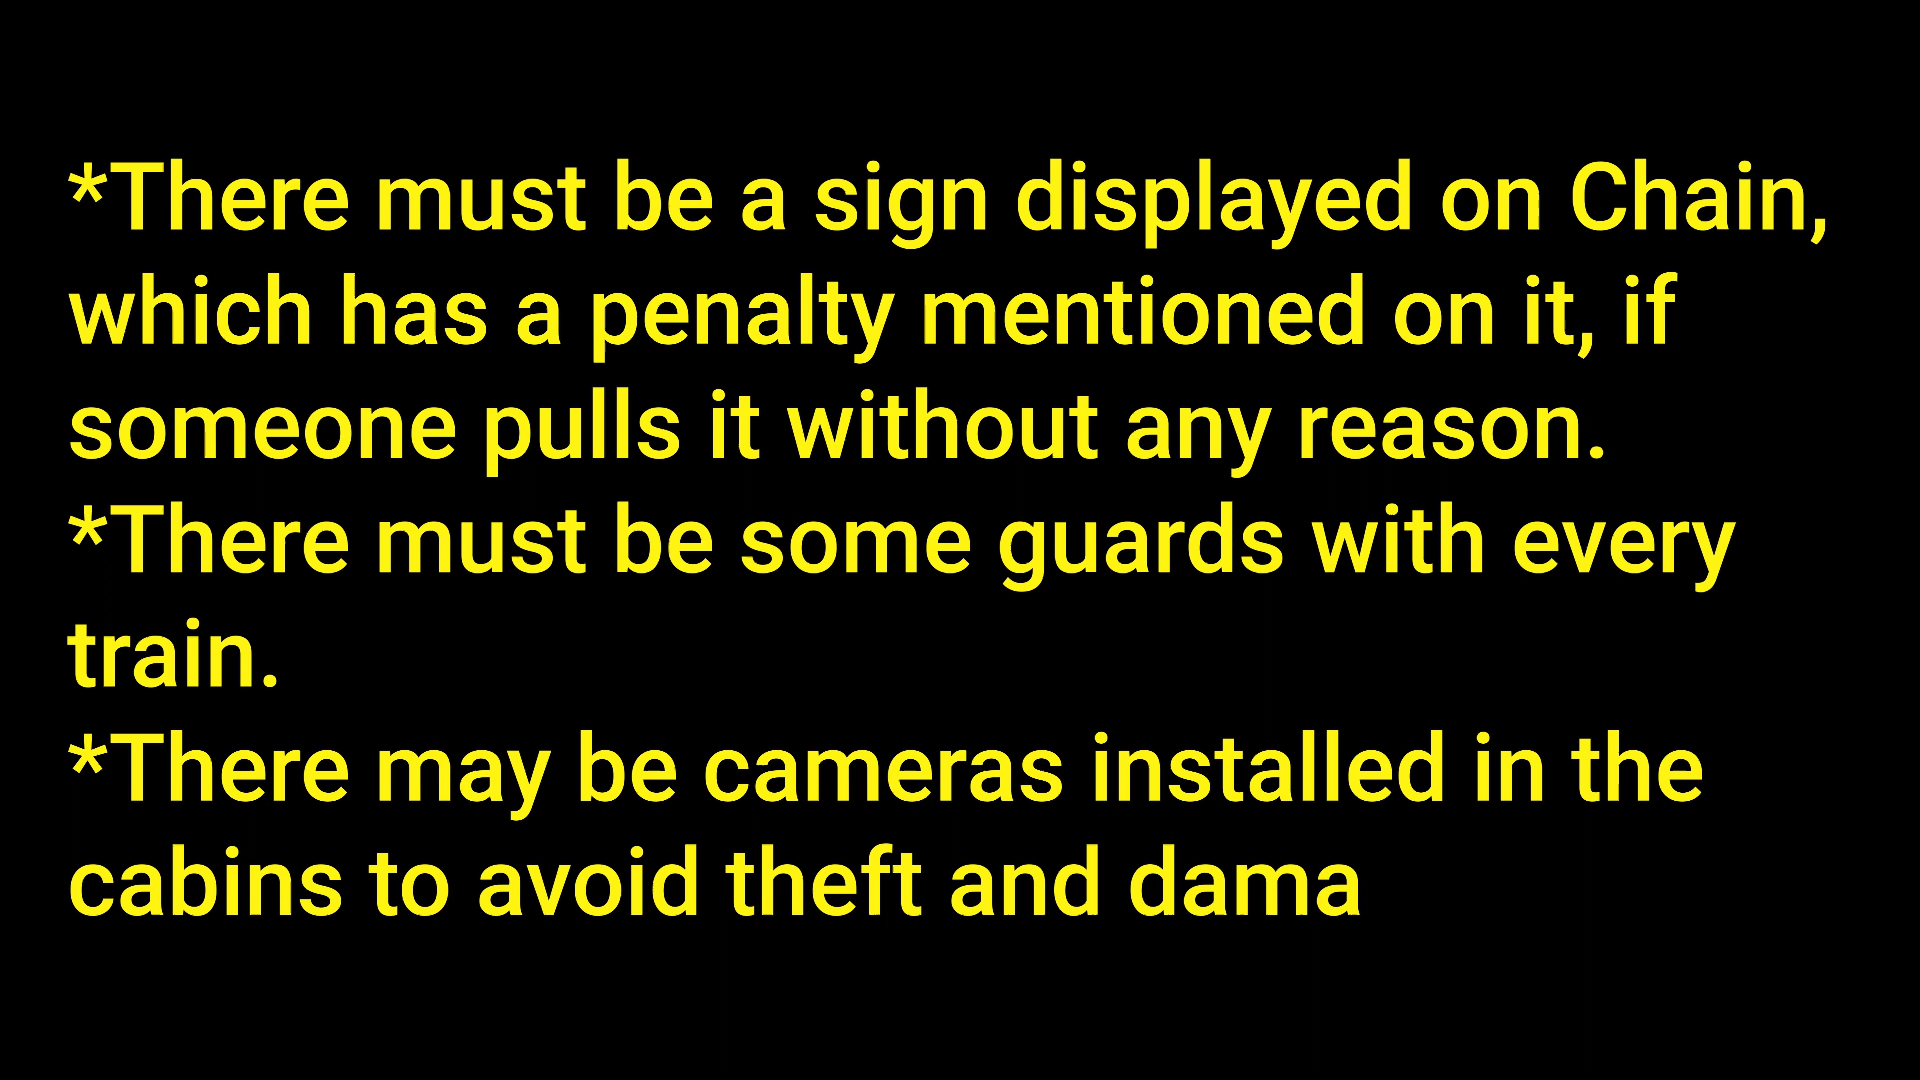 *There must be a sign displayed on Chain,
which has a penalty mentioned on it, if
someone pulls it without any reason.
*There must be some guards with every
train.
*There may be cameras installed in the
cabins to avoid theft and dama